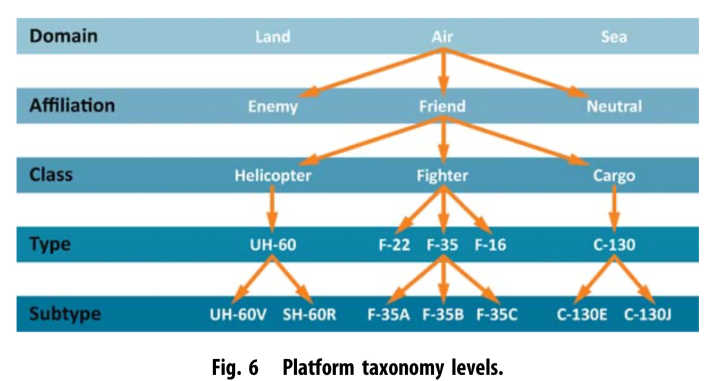 Domain Land Air Sea
Affiliation Enemy Friend Neutral
Class Helicopter Fighter Cargo
Type UH-60 F-22 F-35 F-16 C-130
Subtype UH-60V SH-60R F-35A F-35B F-35C C-130E C-130J
Fig. 6 Platform taxonomy levels.